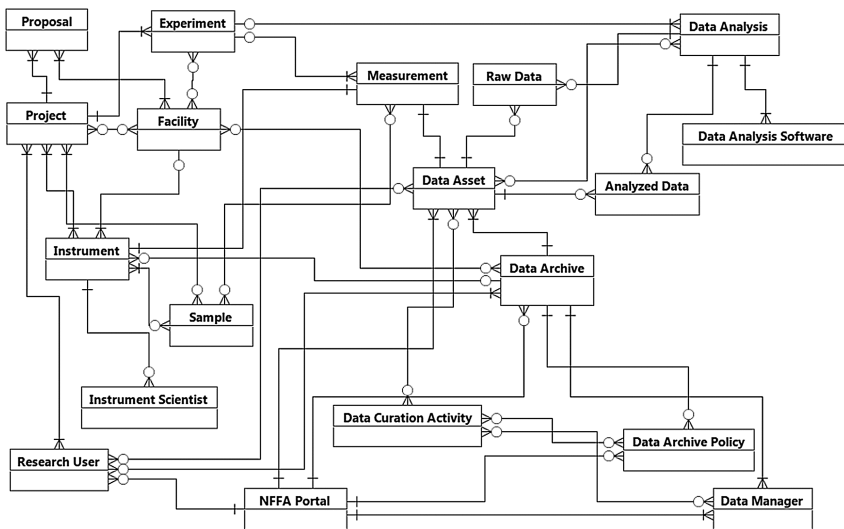 Proposal
Experiment
Data Analysis
Measurement
Raw Data
Project
Facility
Data Analysis Software
Data Asset
Analyzed Data
Instrument
Data Archive
Sample
Instrument Scientist
Data Curation Activity
Data Archive Policy
Research User
NFFA Portal
Data Manager